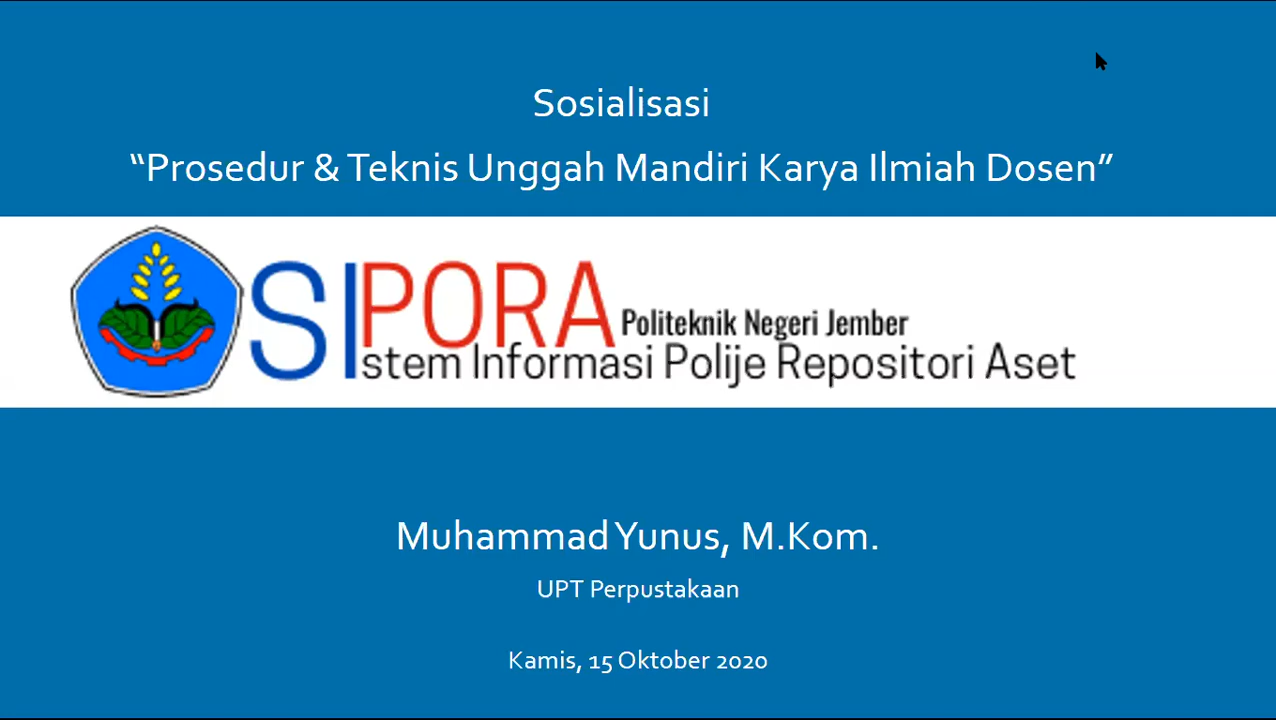 Sosialisasi
“Prosedur & Teknis Unggah Mandiri Karya Ilmiah Dosen”
SIPORA Politeknik Negeri Jember
stem Informasi Polije Repositori Aset
Muhammad Yunus, M.Kom.
UPT Perpustakaan
Kamis, 15 Oktober 2020